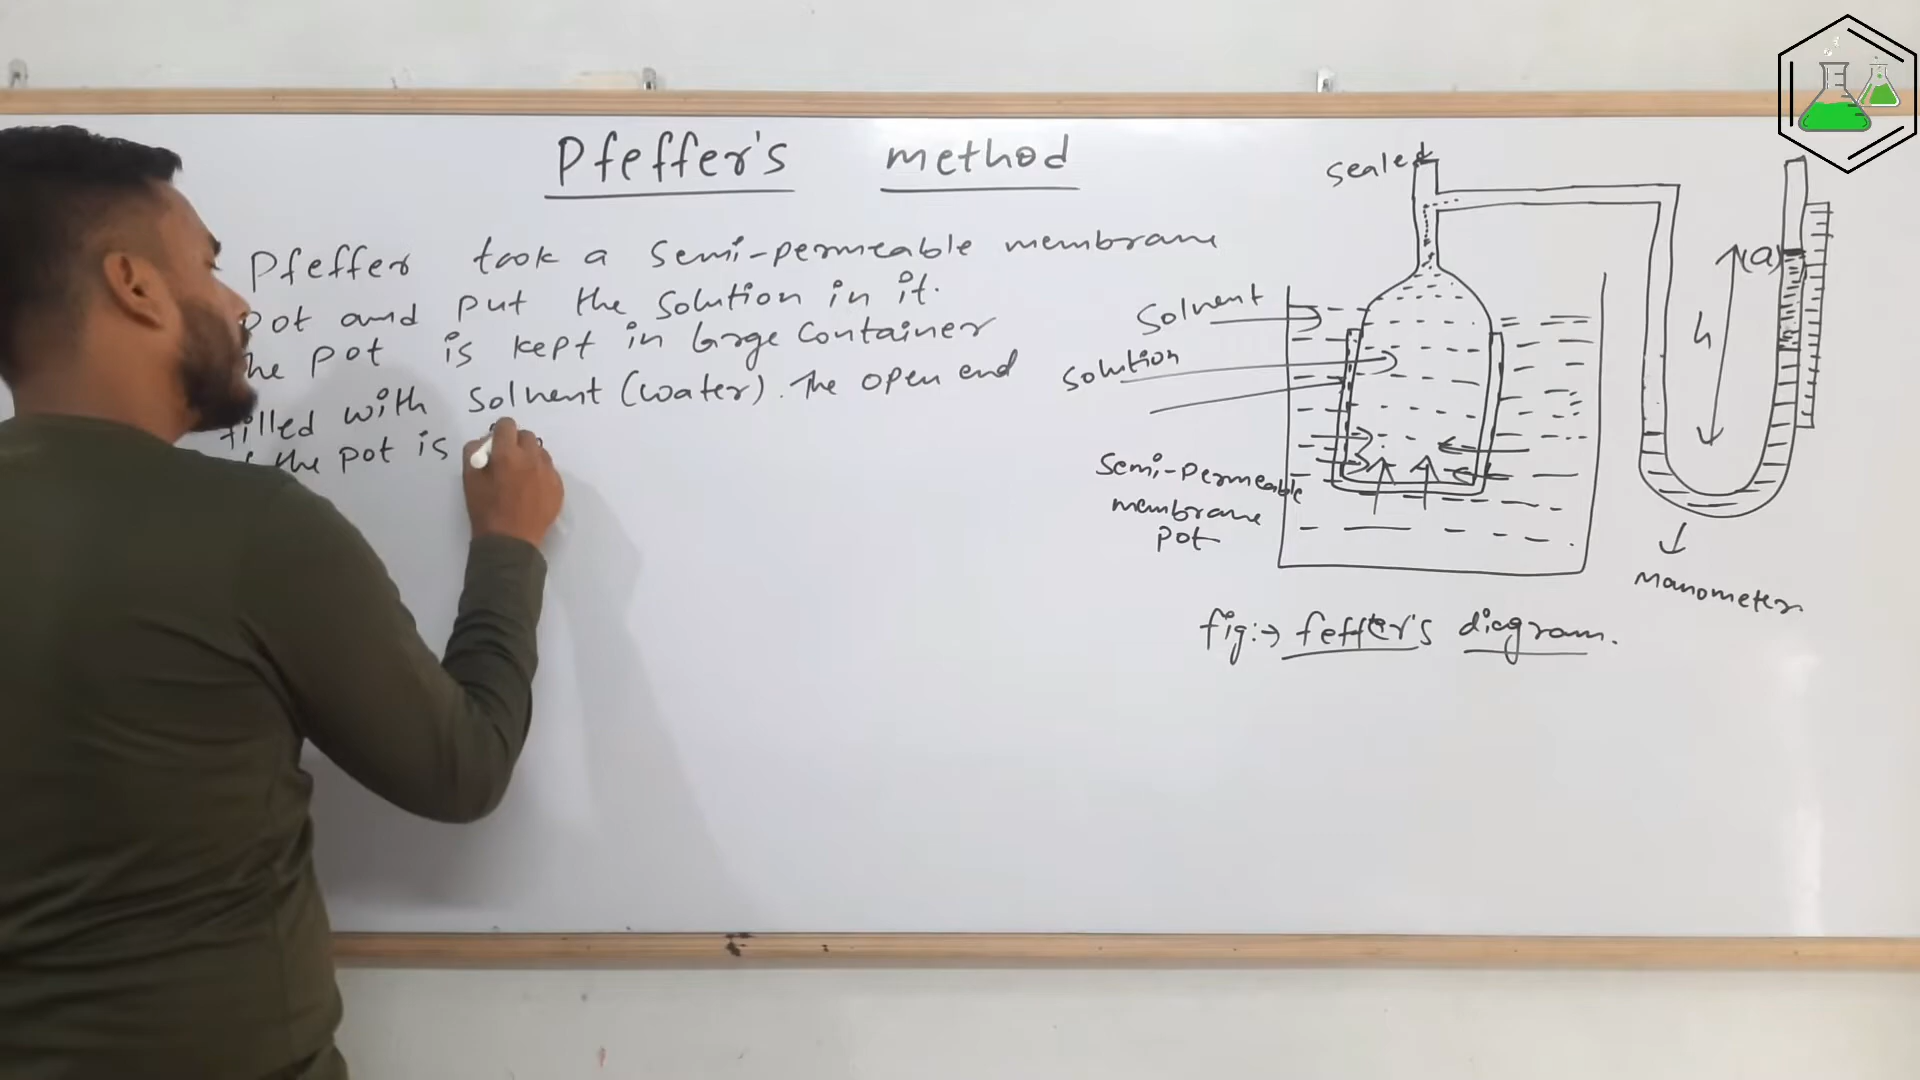 Pfeffer's method
Pfeffer took a semi-permeable membrane
pot and put the solution in it.
he pot is kept in large container
filled with solvent (water). The open end
the pot is
sealed
(a)
h
Solvent
solution
Semi-permeable
membrane
pot
manometer
fig:→ feffer's diagram.